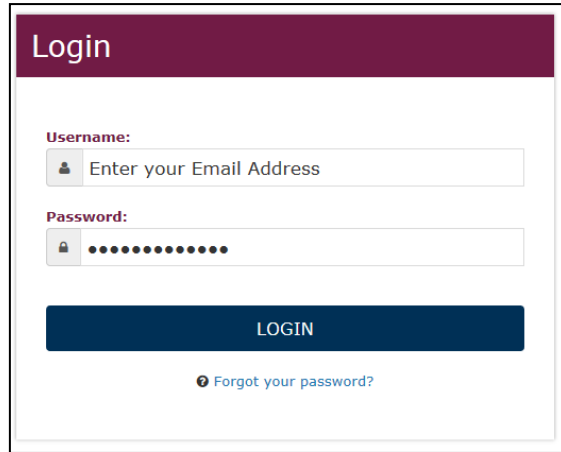 Login
Username:
Enter your Email Address
Password:
•••••••••••••
LOGIN
Forgot your password?